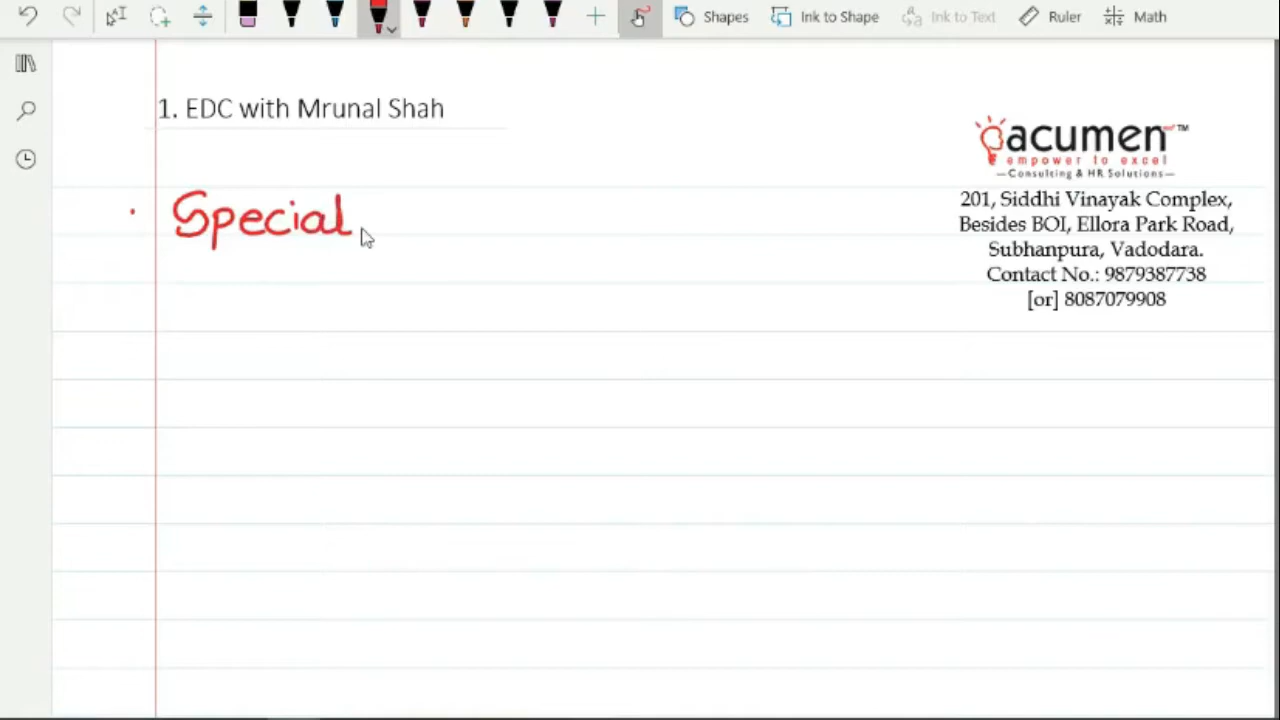 Shapes Ink to Shape Ink to Text Ruler Math
1. EDC with Mrunal Shah
Special
acumen™
empower to excel
—Consulting & HR Solutions—
201, Siddhi Vinayak Complex,
Besides BOI, Ellora Park Road,
Subhanpura, Vadodara.
Contact No.: 9879387738
[or] 8087079908